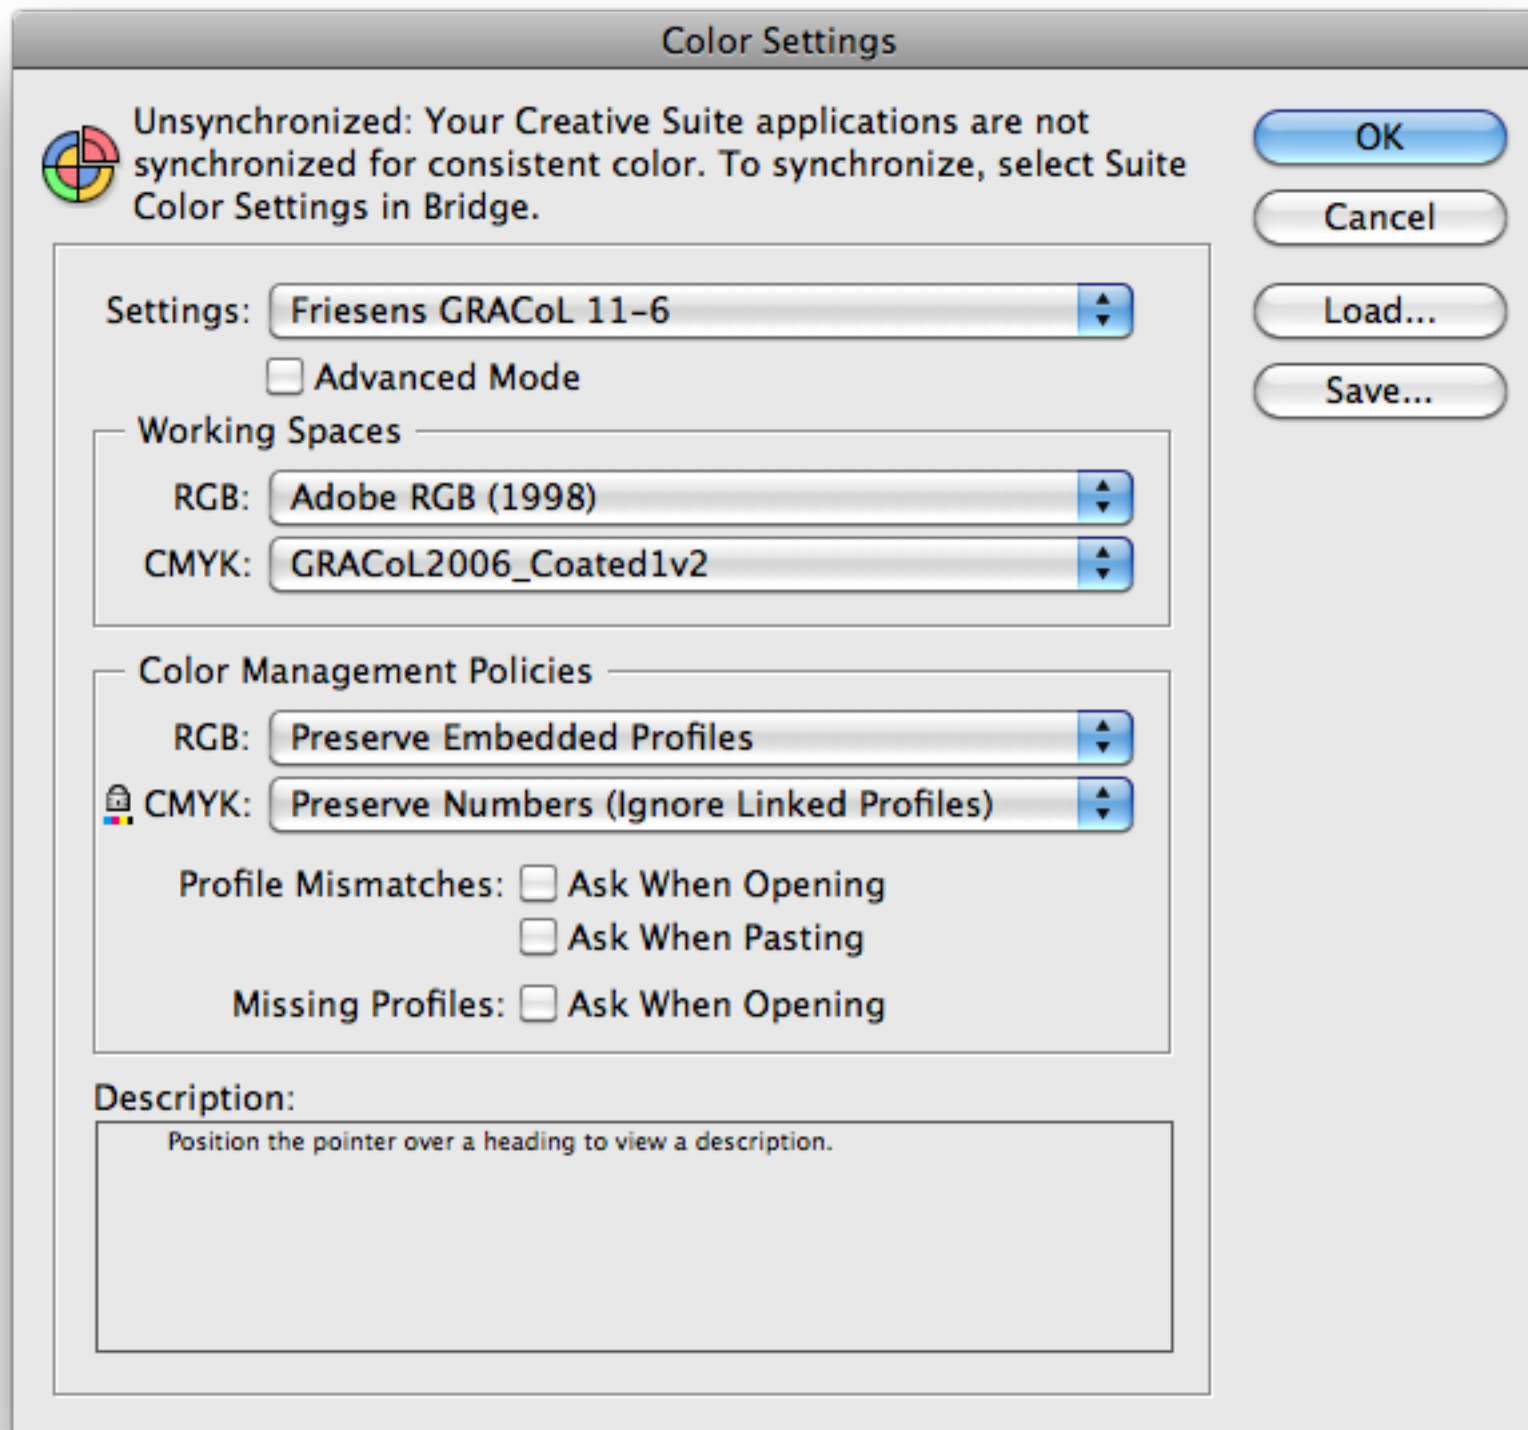 Color Settings
Unsynchronized: Your Creative Suite applications are not
synchronized for consistent color. To synchronize, select Suite
Color Settings in Bridge.
OK
Cancel
Load...
Save...
Settings: Friesens GRACoL 11-6
Advanced Mode
Working Spaces
RGB: Adobe RGB (1998)
CMYK: GRACoL2006_Coated1v2
Color Management Policies
RGB: Preserve Embedded Profiles
CMYK: Preserve Numbers (Ignore Linked Profiles)
Profile Mismatches: Ask When Opening
Ask When Pasting
Missing Profiles: Ask When Opening
Description:
Position the pointer over a heading to view a description.